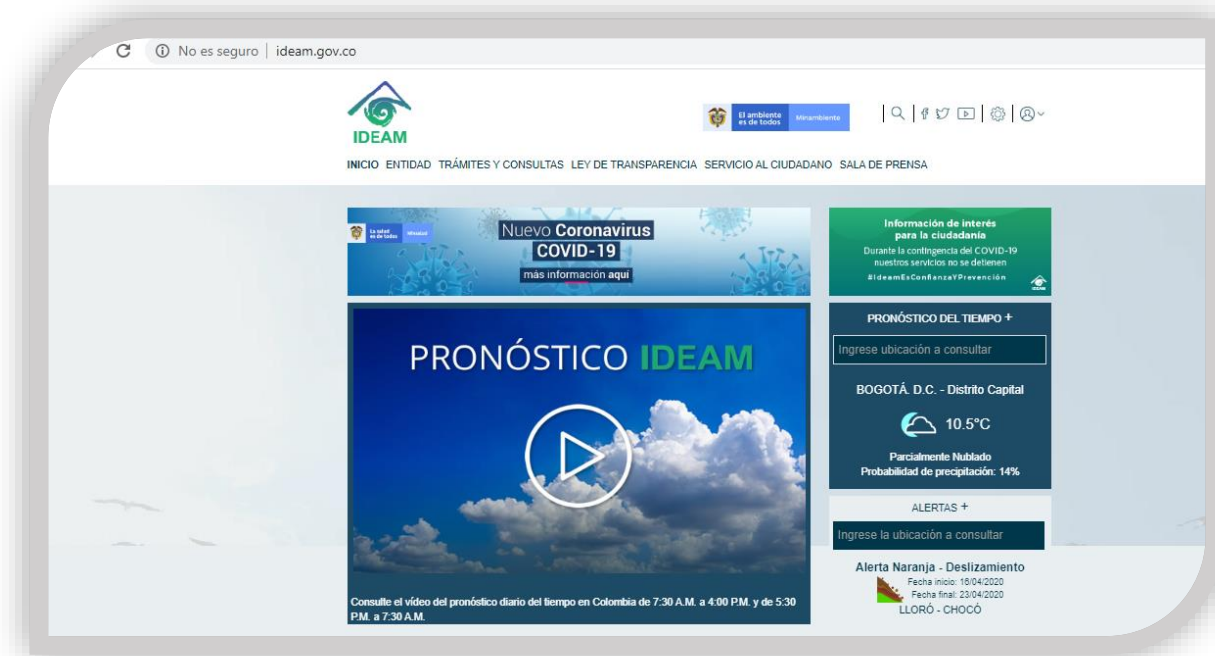 No es seguro | ideam.gov.co
IDEAM
El ambiente
es de todos
Minambiente
INICIO ENTIDAD TRÁMITES Y CONSULTAS LEY DE TRANSPARENCIA SERVICIO AL CIUDADANO SALA DE PRENSA
La salud
es de todos
Minsalud
Nuevo Coronavirus
COVID-19
más información aquí
Información de interés
para la ciudadanía
Durante la contingencia del COVID-19
nuestros servicios no se detienen
#IdeamEsConfianzaYPrevención
IDEAM
PRONÓSTICO IDEAM
Consulte el vídeo del pronóstico diario del tiempo en Colombia de 7:30 A.M. a 4:00 P.M. y de 5:30
P.M. a 7:30 A.M.
PRONÓSTICO DEL TIEMPO +
Ingrese ubicación a consultar
BOGOTÁ. D.C. - Distrito Capital
10.5°C
Parcialmente Nublado
Probabilidad de precipitación: 14%
ALERTAS +
Ingrese la ubicación a consultar
Alerta Naranja - Deslizamiento
Fecha inicio: 16/04/2020
Fecha final: 23/04/2020
LLORÓ - CHOCÓ